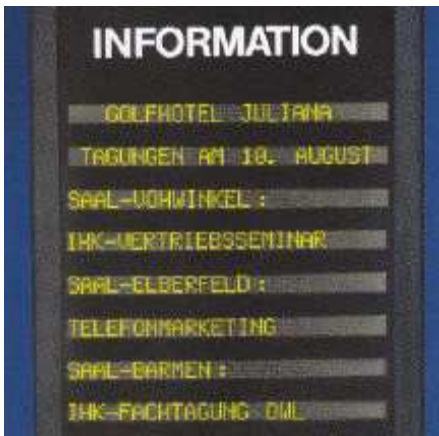 INFORMATION
GOLFHOTEL JULIANA
TAGUNGEN AM 10. AUGUST
SAAL-VOHWINKEL:
IHK-VERTRIEBSSEMINAR
SAAL-ELBERFELD:
TELEFONMARKETING
SAAL-BARMEN:
IHK-FACHTAGUNG OWL